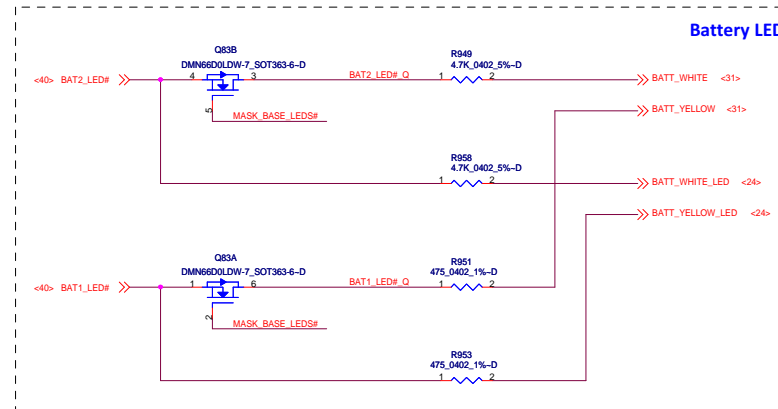 Battery LED
Q83B
DMN66D0LDW-7_SOT363-6~D
R949
4.7K_0402_5%~D
<40> BAT2_LED#
4
3
BAT2_LED#_Q
1
2
BATT_WHITE <31>
5
MASK_BASE_LEDS#
BATT_YELLOW <31>
R958
4.7K_0402_5%~D
1
2
BATT_WHITE_LED <24>
BATT_YELLOW_LED <24>
Q83A
DMN66D0LDW-7_SOT363-6~D
R951
475_0402_1%~D
<40> BAT1_LED#
1
6
BAT1_LED#_Q
1
2
2
MASK_BASE_LEDS#
R953
475_0402_1%~D
1
2